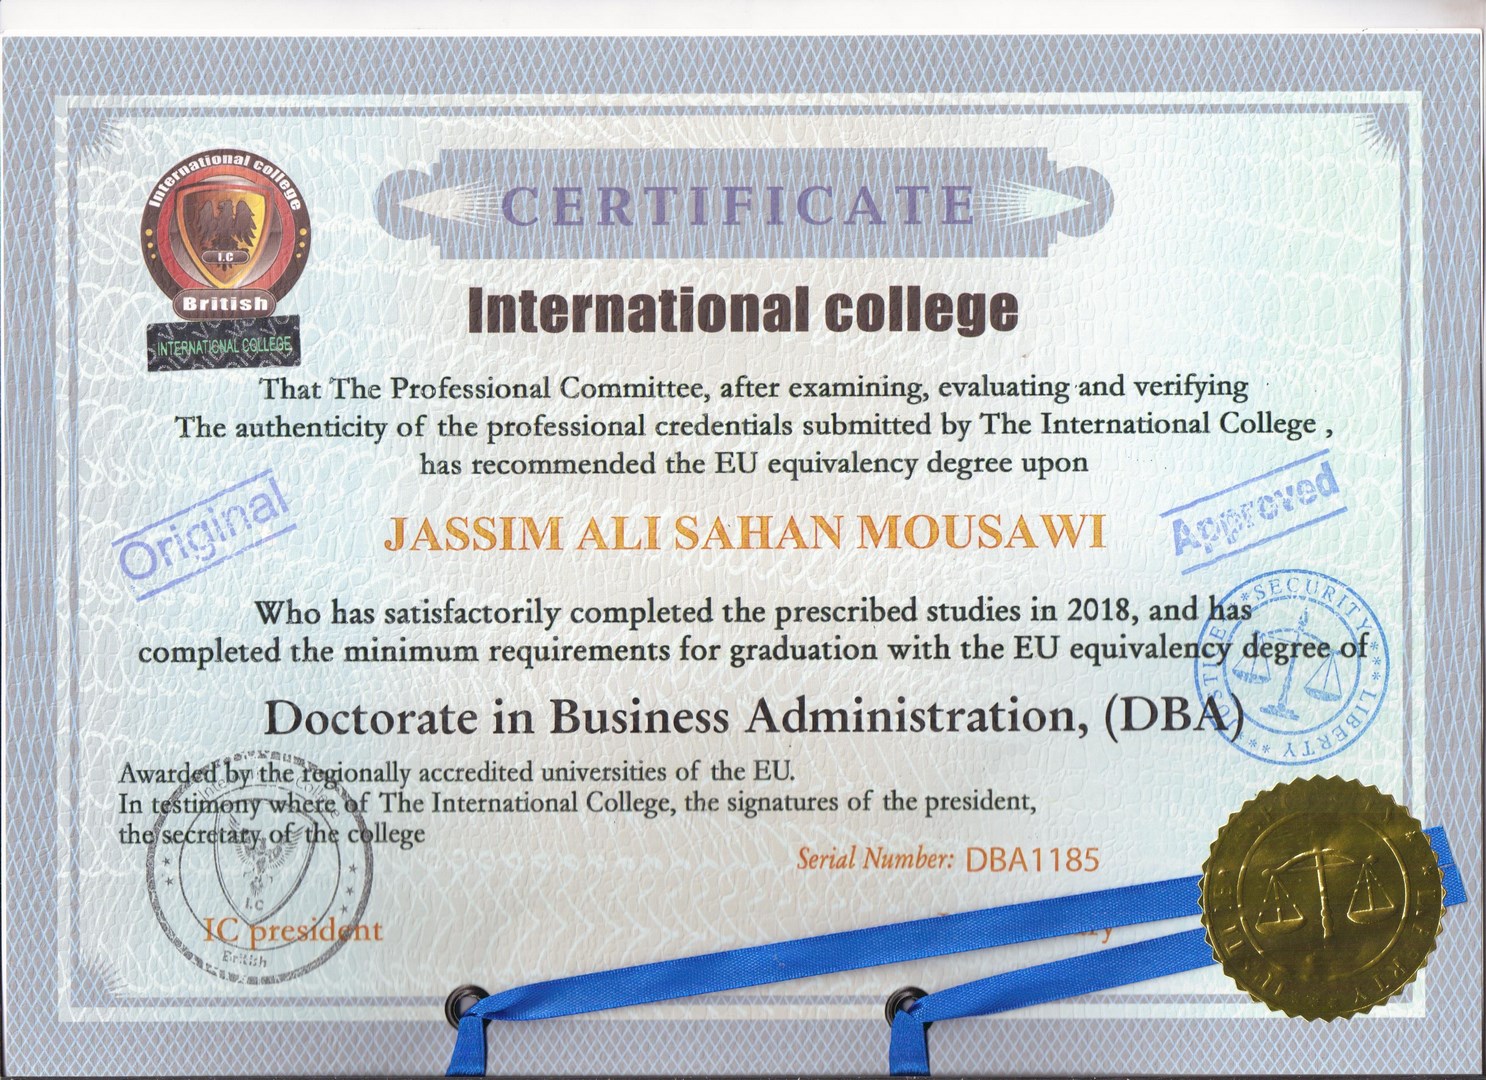 International college
I.C
British
INTERNATIONAL COLLEGE
CERTIFICATE
International college
That The Professional Committee, after examining, evaluating and verifying
The authenticity of the professional credentials submitted by The International College ,
has recommended the EU equivalency degree upon
Original
Approved
JASSIM ALI SAHAN MOUSAWI
Who has satisfactorily completed the prescribed studies in 2018, and has
completed the minimum requirements for graduation with the EU equivalency degree of
* SECURITY *** LIBERTY ** JUSTICE
Doctorate in Business Administration, (DBA)
Awarded by the regionally accredited universities of the EU.
In testimony where of The International College, the signatures of the president,
the secretary of the college
Serial Number: DBA1185
International College
I.C
British
IC president